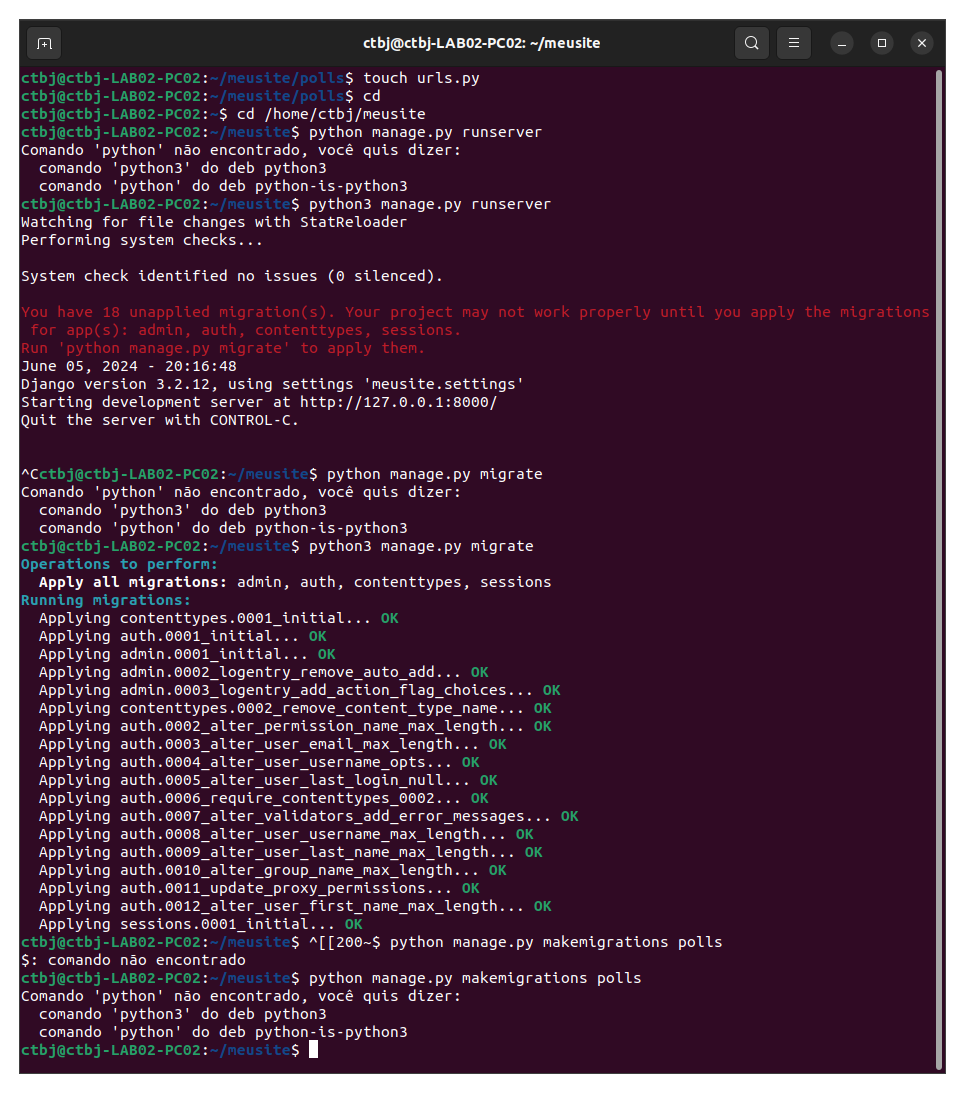 ctbj@ctbj-LAB02-PC02: ~/meusite
ctbj@ctbj-LAB02-PC02:~/meusite/polls$ touch urls.py
ctbj@ctbj-LAB02-PC02:~/meusite/polls$ cd
ctbj@ctbj-LAB02-PC02:~$ cd /home/ctbj/meusite
ctbj@ctbj-LAB02-PC02:~/meusite$ python manage.py runserver
Comando 'python' não encontrado, você quis dizer:
  comando 'python3' do deb python3
  comando 'python' do deb python-is-python3
ctbj@ctbj-LAB02-PC02:~/meusite$ python3 manage.py runserver
Watching for file changes with StatReloader
Performing system checks...
System check identified no issues (0 silenced).
You have 18 unapplied migration(s). Your project may not work properly until you apply the migrations
 for app(s): admin, auth, contenttypes, sessions.
Run 'python manage.py migrate' to apply them.
June 05, 2024 - 20:16:48
Django version 3.2.12, using settings 'meusite.settings'
Starting development server at http://127.0.0.1:8000/
Quit the server with CONTROL-C.
^Cctbj@ctbj-LAB02-PC02:~/meusite$ python manage.py migrate
Comando 'python' não encontrado, você quis dizer:
  comando 'python3' do deb python3
  comando 'python' do deb python-is-python3
ctbj@ctbj-LAB02-PC02:~/meusite$ python3 manage.py migrate
Operations to perform:
  Apply all migrations: admin, auth, contenttypes, sessions
Running migrations:
  Applying contenttypes.0001_initial... OK
  Applying auth.0001_initial... OK
  Applying admin.0001_initial... OK
  Applying admin.0002_logentry_remove_auto_add... OK
  Applying admin.0003_logentry_add_action_flag_choices... OK
  Applying contenttypes.0002_remove_content_type_name... OK
  Applying auth.0002_alter_permission_name_max_length... OK
  Applying auth.0003_alter_user_email_max_length... OK
  Applying auth.0004_alter_user_username_opts... OK
  Applying auth.0005_alter_user_last_login_null... OK
  Applying auth.0006_require_contenttypes_0002... OK
  Applying auth.0007_alter_validators_add_error_messages... OK
  Applying auth.0008_alter_user_username_max_length... OK
  Applying auth.0009_alter_user_last_name_max_length... OK
  Applying auth.0010_alter_group_name_max_length... OK
  Applying auth.0011_update_proxy_permissions... OK
  Applying auth.0012_alter_user_first_name_max_length... OK
  Applying sessions.0001_initial... OK
ctbj@ctbj-LAB02-PC02:~/meusite$ ^[[200~$ python manage.py makemigrations polls
$: comando não encontrado
ctbj@ctbj-LAB02-PC02:~/meusite$ python manage.py makemigrations polls
Comando 'python' não encontrado, você quis dizer:
  comando 'python3' do deb python3
  comando 'python' do deb python-is-python3
ctbj@ctbj-LAB02-PC02:~/meusite$